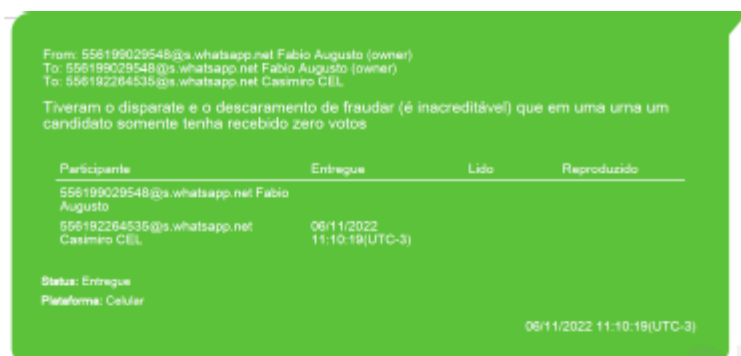 From: 556199029548@s.whatsapp.net Fabio Augusto (owner)
To: 556199029548@s.whatsapp.net Fabio Augusto (owner)
To: 556192264535@s.whatsapp.net Casimiro CEL
Tiveram o disparate e o descaramento de fraudar (é inacreditável) que em uma urna um
candidato somente tenha recebido zero votos
Participante Entregue Lido Reproduzido
556199029548@s.whatsapp.net Fabio
Augusto
556192264535@s.whatsapp.net 06/11/2022
Casimiro CEL 11:10:19(UTC-3)
Status: Entregue
Plataforma: Celular
06/11/2022 11:10:19(UTC-3)